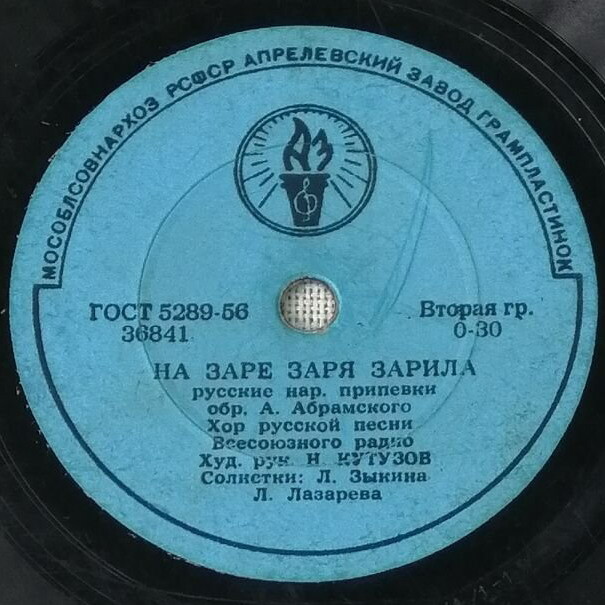 МОСОБЛСОВНАРХОЗ РСФСР АПРЕЛЕВСКИЙ ЗАВОД ГРАМПЛАСТИНОК
АЗ
ГОСТ 5289-56
36841
Вторая гр.
0-30
НА ЗАРЕ ЗАРЯ ЗАРИЛА
русские нар. припевки
обр. А. Абрамского
Хор русской песни
Всесоюзного радио
Худ. рук. Н. КУТУЗОВ
Солистки: Л. Зыкина
Л. Лазарева